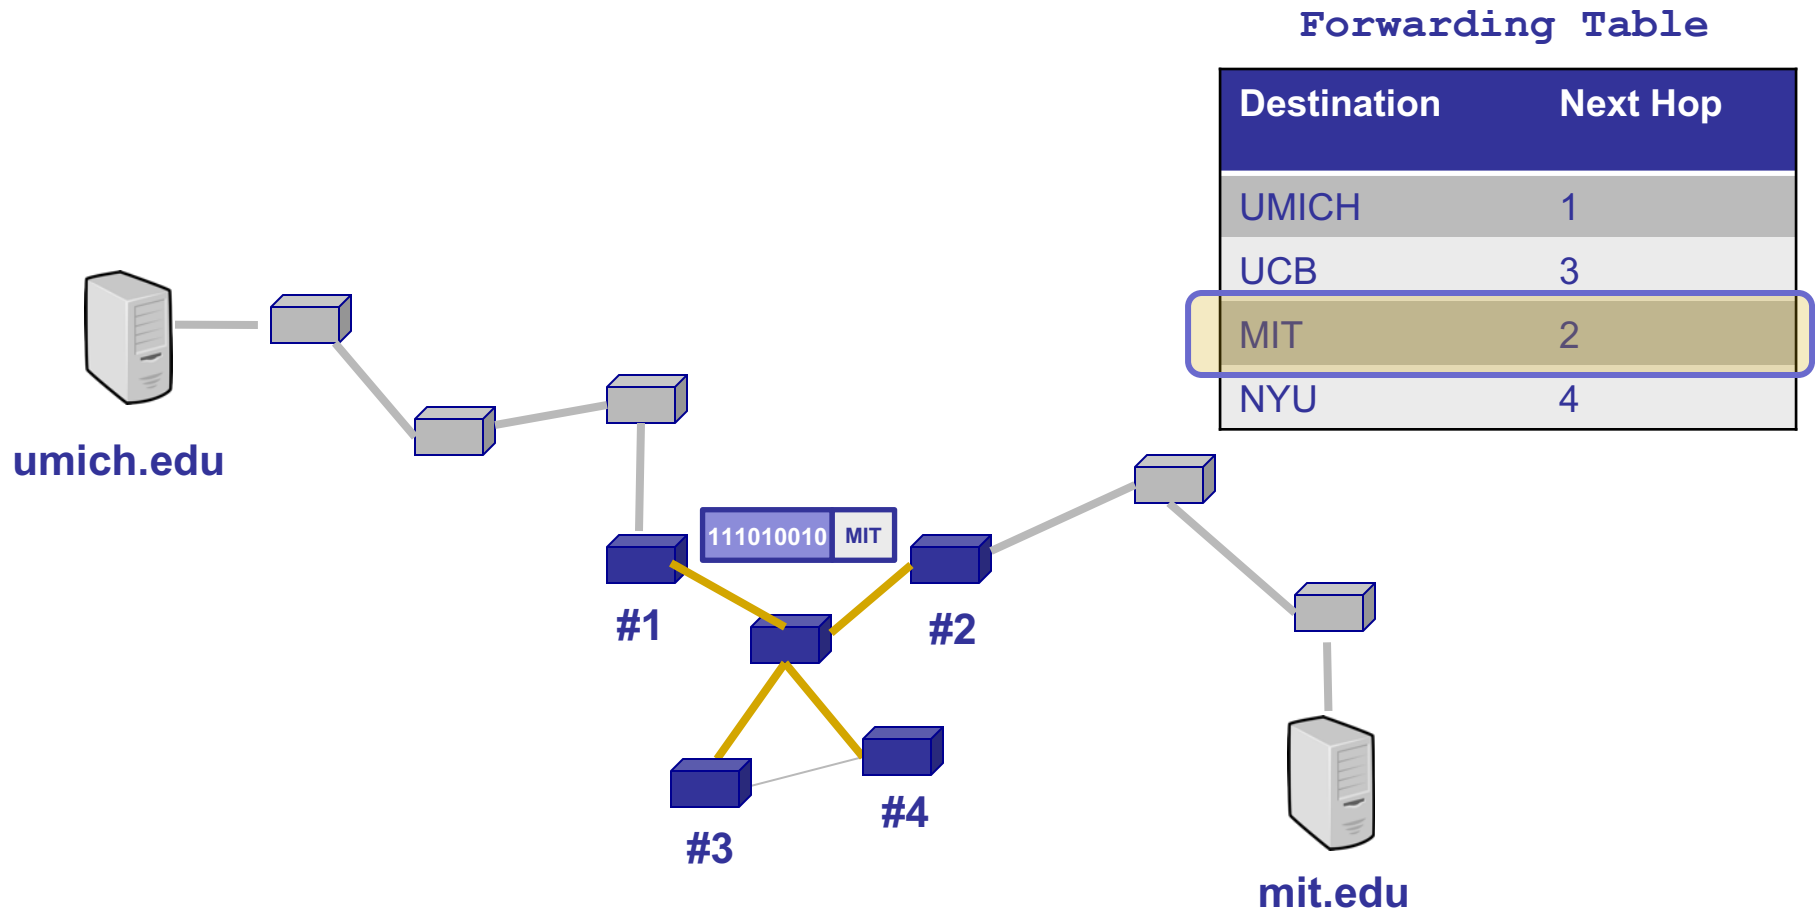 Forwarding Table
Destination Next Hop
UMICH 1
UCB 3
MIT 2
NYU 4
umich.edu
111010010 MIT
#1
#2
#3
#4
mit.edu